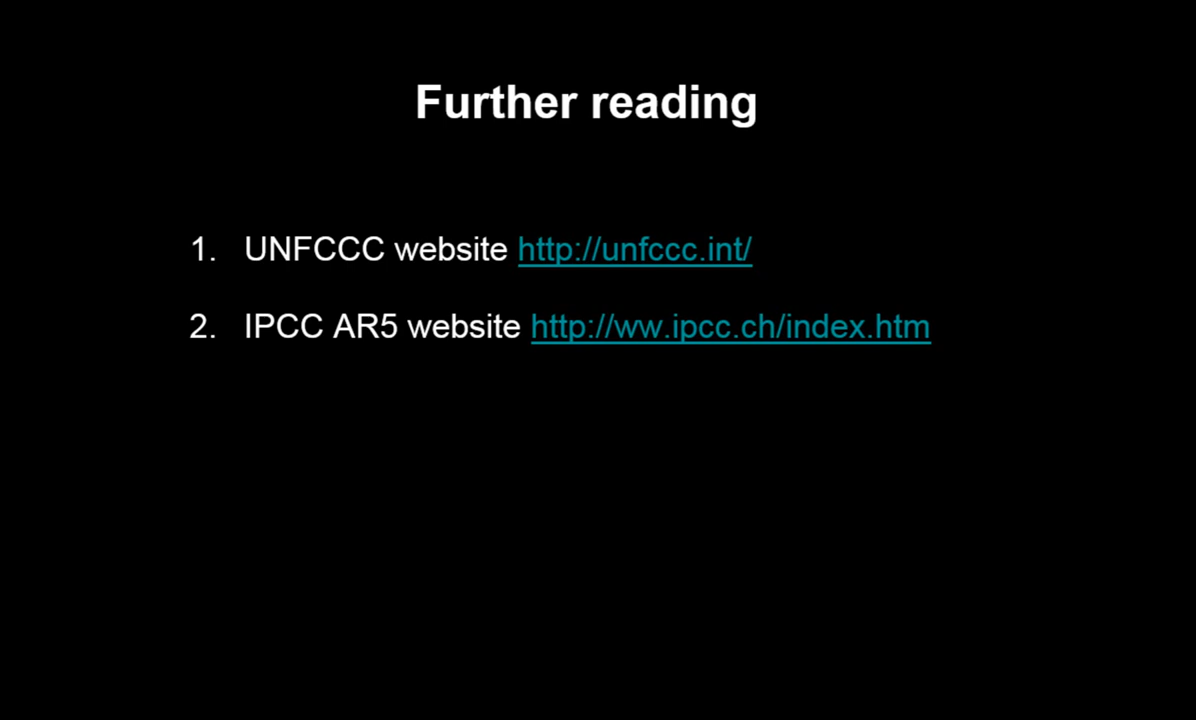 Further reading
1. UNFCCC website http://unfccc.int/
2. IPCC AR5 website http://ww.ipcc.ch/index.htm